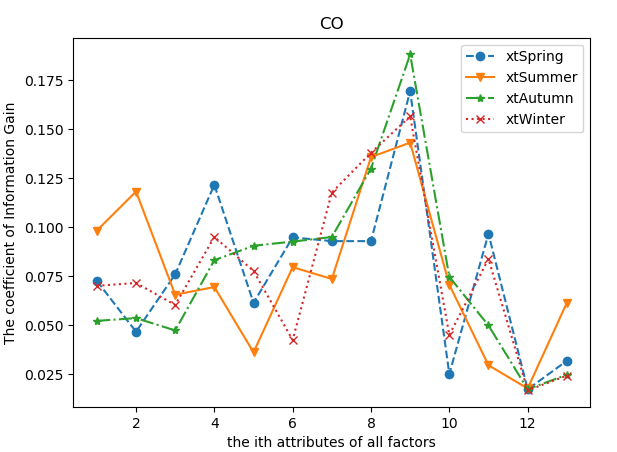 CO
The coefficient of Information Gain
0.175
0.150
0.125
0.100
0.075
0.050
0.025
xtSpring
xtSummer
xtAutumn
xtWinter
2 4 6 8 10 12
the ith attributes of all factors